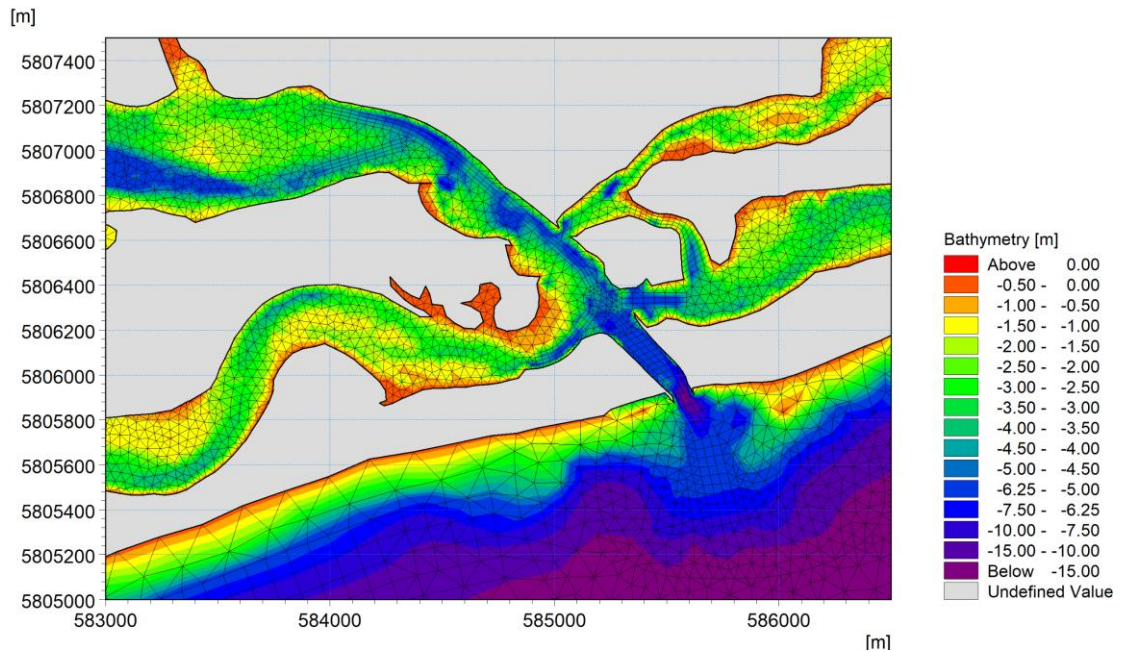 [m]
5807400
5807200
5807000
5806800
5806600
5806400
5806200
5806000
5805800
5805600
5805400
5805200
5805000
583000 584000 585000 586000
[m]
Bathymetry [m]
Above 0.00
-0.50 - 0.00
-1.00 - -0.50
-1.50 - -1.00
-2.00 - -1.50
-2.50 - -2.00
-3.00 - -2.50
-3.50 - -3.00
-4.00 - -3.50
-4.50 - -4.00
-5.00 - -4.50
-6.25 - -5.00
-7.50 - -6.25
-10.00 - -7.50
-15.00 - -10.00
Below -15.00
Undefined Value